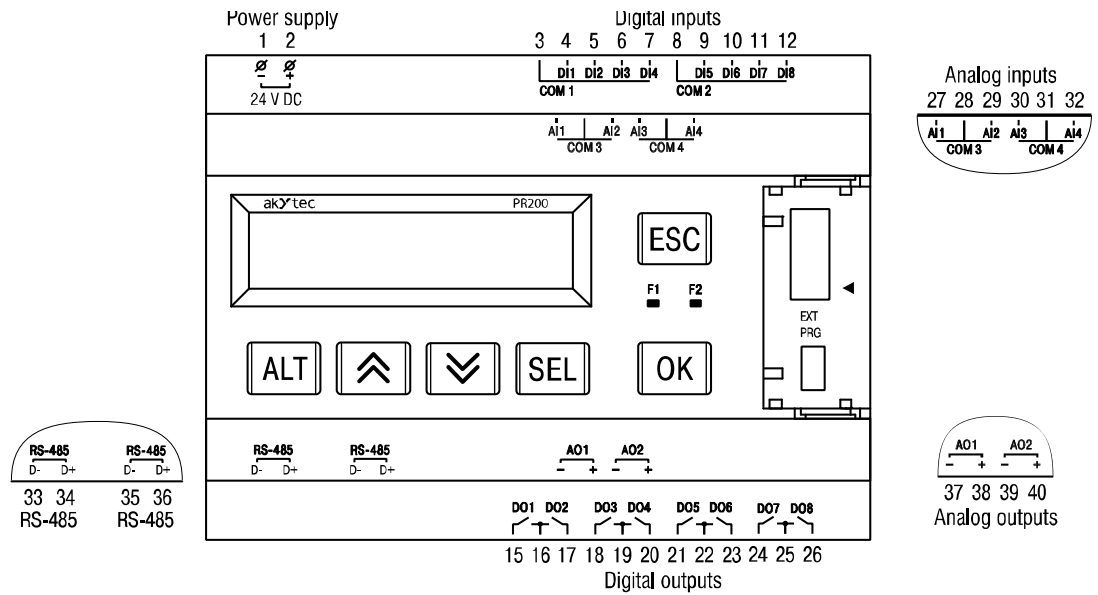 Power supply
1 2
- +
24 V DC
Digital inputs
3 4 5 6 7 8 9 10 11 12
DI1 DI2 DI3 DI4 DI5 DI6 DI7 DI8
COM 1 COM 2
AI1 AI2 AI3 AI4
COM 3 COM 4
Analog inputs
27 28 29 30 31 32
AI1 AI2 AI3 AI4
COM 3 COM 4
akYtec PR200
ESC
F1 F2
EXT
PRG
ALT SEL OK
RS-485 RS-485
D- D+ D- D+
33 34 35 36
RS-485 RS-485
RS-485 RS-485
D- D+ D- D+
AO1 AO2
- + - +
AO1 AO2
- + - +
37 38 39 40
Analog outputs
DO1 DO2 DO3 DO4 DO5 DO6 DO7 DO8
15 16 17 18 19 20 21 22 23 24 25 26
Digital outputs